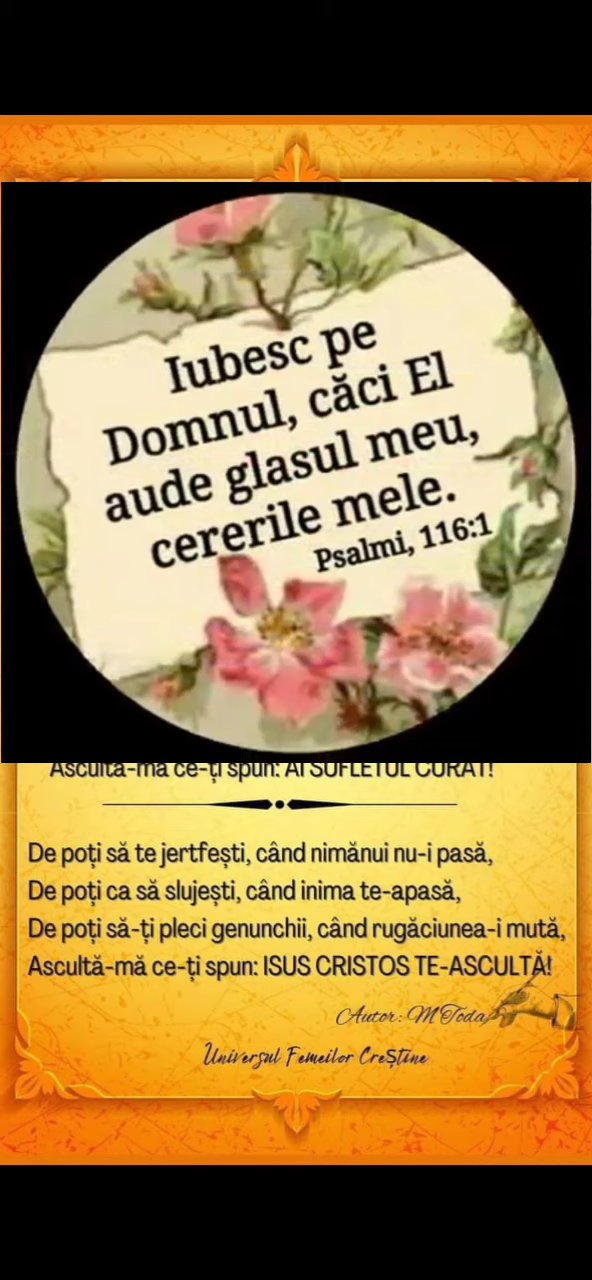 Iubesc pe
Domnul, căci El
aude glasul meu,
cererile mele.
Psalmi, 116:1
Ascultă-mă ce-ți spun: AI SUFLETUL CURAT!
De poți să te jertfești, când nimănui nu-i pasă,
De poți ca să slujești, când inima te-apasă,
De poți să-ți pleci genunchii, când rugăciunea-i mută,
Ascultă-mă ce-ți spun: ISUS CRISTOS TE-ASCULTĂ!
Autor: M Toda
Universul Femeilor Creștine